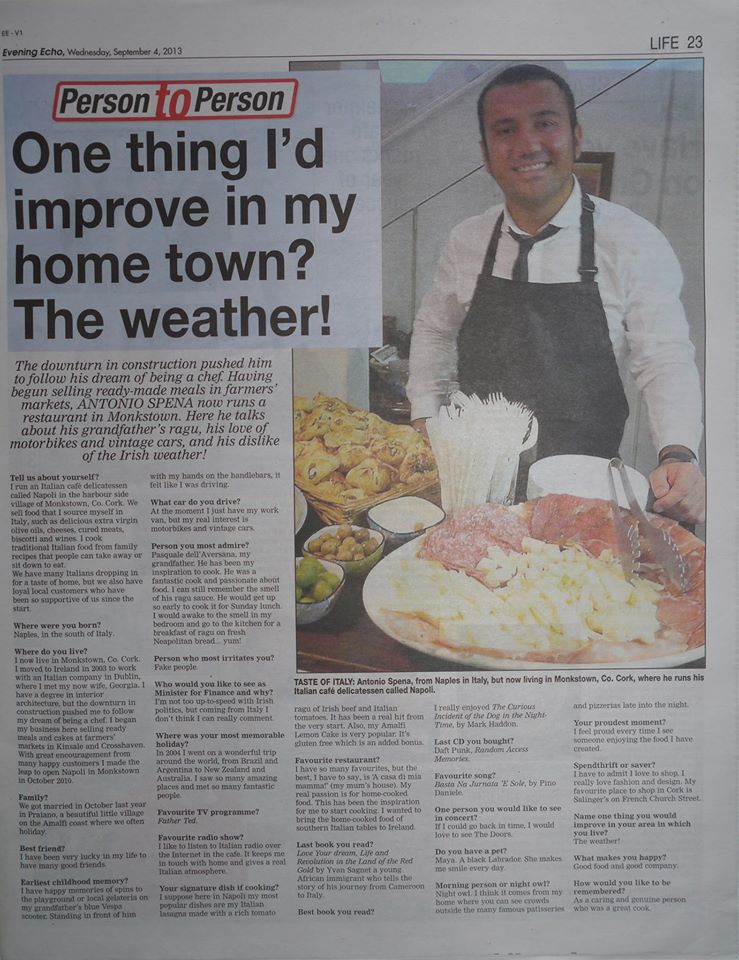 EE - V1
Evening Echo, Wednesday, September 4, 2013
LIFE 23
Person to Person
One thing I'd
improve in my
home town?
The weather!
The downturn in construction pushed him
to follow his dream of being a chef. Having
begun selling ready-made meals in farmers'
markets, ANTONIO SPENA now runs a
restaurant in Monkstown. Here he talks
about his grandfather's ragu, his love of
motorbikes and vintage cars, and his dislike
of the Irish weather!
Tell us about yourself?
I run an Italian café delicatessen
called Napoli in the harbour side
village of Monkstown, Co. Cork. We
sell food that I source myself in
Italy, such as delicious extra virgin
olive oils, cheeses, cured meats,
biscotti and wines. I cook
traditional Italian food from family
recipes that people can take away or
sit down to eat.
We have many Italians dropping in
for a taste of home, but we also have
loyal local customers who have
been so supportive of us since the
start.
Where were you born?
Naples, in the south of Italy.
Where do you live?
I now live in Monkstown, Co. Cork.
I moved to Ireland in 2003 to work
with an Italian company in Dublin,
where I met my now wife, Georgia. I
have a degree in interior
architecture, but the downturn in
construction pushed me to follow
my dream of being a chef. I began
my business here selling ready
meals and cakes at farmers'
markets in Kinsale and Crosshaven.
With great encouragement from
many happy customers I made the
leap to open Napoli in Monkstown
in October 2010.
Family?
We got married in October last year
in Praiano, a beautiful little village
on the Amalfi coast where we often
holiday.
Best friend?
I have been very lucky in my life to
have many good friends.
Earliest childhood memory?
I have happy memories of spins to
the playground or local gelateria on
my grandfather's blue Vespa
scooter. Standing in front of him
with my hands on the handlebars, it
felt like I was driving.
What car do you drive?
At the moment I just have my work
van, but my real interest is
motorbikes and vintage cars.
Person you most admire?
Pasquale dell'Aversana, my
grandfather. He has been my
inspiration to cook. He was a
fantastic cook and passionate about
food. I can still remember the smell
of his ragu sauce. He would get up
so early to cook it for Sunday lunch.
I would awake to the smell in my
bedroom and go to the kitchen for a
breakfast of ragu on fresh
Neapolitan bread... yum!
Person who most irritates you?
Fake people.
Who would you like to see as
Minister for Finance and why?
I'm not too up-to-speed with Irish
politics, but coming from Italy I
don't think I can really comment.
Where was your most memorable
holiday?
In 2004 I went on a wonderful trip
around the world, from Brazil and
Argentina to New Zealand and
Australia. I saw so many amazing
places and met so many fantastic
people.
Favourite TV programme?
Father Ted.
Favourite radio show?
I like to listen to Italian radio over
the Internet in the cafe. It keeps me
in touch with home and gives a real
Italian atmosphere.
Your signature dish if cooking?
I suppose here in Napoli my most
popular dishes are my Italian
lasagna made with a rich tomato
TASTE OF ITALY: Antonio Spena, from Naples in Italy, but now living in Monkstown, Co. Cork, where he runs his
Italian café delicatessen called Napoli.
ragu of Irish beef and Italian
tomatoes. It has been a real hit from
the very start. Also, my Amalfi
Lemon Cake is very popular. It's
gluten free which is an added bonus.
Favourite restaurant?
I have so many favourites, but the
best, I have to say, is 'A casa di mia
mamma" (my mum's house). My
real passion is for home-cooked
food. This has been the inspiration
for me to start cooking. I wanted to
bring the home-cooked food of
southern Italian tables to Ireland.
Last book you read?
Love Your dream, Life and
Revolution in the Land of the Red
Gold by Yvan Sagnet a young
African immigrant who tells the
story of his journey from Cameroon
to Italy.
Best book you read?
I really enjoyed The Curious
Incident of the Dog in the Night-
Time, by Mark Haddon.
Last CD you bought?
Daft Punk, Random Access
Memories.
Favourite song?
Basta Na Jurnata 'E Sole, by Pino
Daniele.
One person you would like to see
in concert?
If I could go back in time, I would
love to see The Doors.
Do you have a pet?
Maya. A black Labrador. She makes
me smile every day.
Morning person or night owl?
Night owl. I think it comes from my
home where you can see crowds
outside the many famous patisseries
and pizzerias late into the night.
Your proudest moment?
I feel proud every time I see
someone enjoying the food I have
created.
Spendthrift or saver?
I have to admit I love to shop. I
really love fashion and design. My
favourite place to shop in Cork is
Salinger's on French Church Street.
Name one thing you would
improve in your area in which
you live?
The weather!
What makes you happy?
Good food and good company.
How would you like to be
remembered?
As a caring and genuine person
who was a great cook.